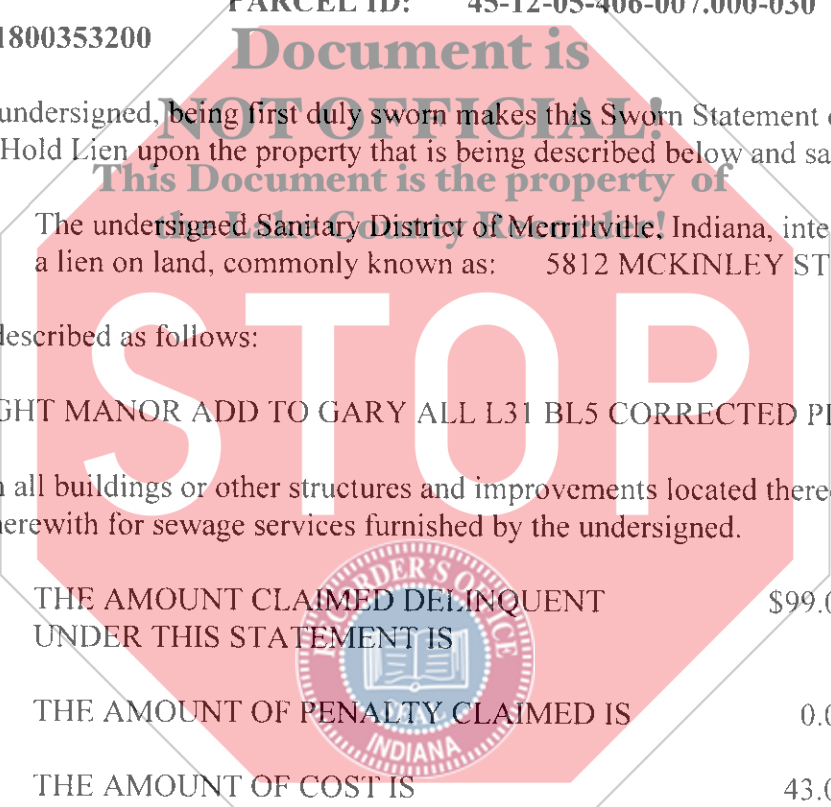 PARCEL ID: 45-12-05-406-007.000-030
1800353200
Document is
NOT OFFICIAL!
This Document is the property of
the Lake County Recorder!
undersigned, being first duly sworn makes this Sworn Statement
Hold Lien upon the property that is being described below and sa
The undersigned Sanitary District of Merrillville, Indiana, inte
a lien on land, commonly known as: 5812 MCKINLEY ST
described as follows:
GHT MANOR ADD TO GARY ALL L31 BL5 CORRECTED PL
STOP
all buildings or other structures and improvements located there
herewith for sewage services furnished by the undersigned.
RECORDER'S OFFICE
THE AMOUNT CLAIMED DELINQUENT $99.0
UNDER THIS STATEMENT IS
THE AMOUNT OF PENALTY CLAIMED IS 0.0
INDIANA
THE AMOUNT OF COST IS 43.0